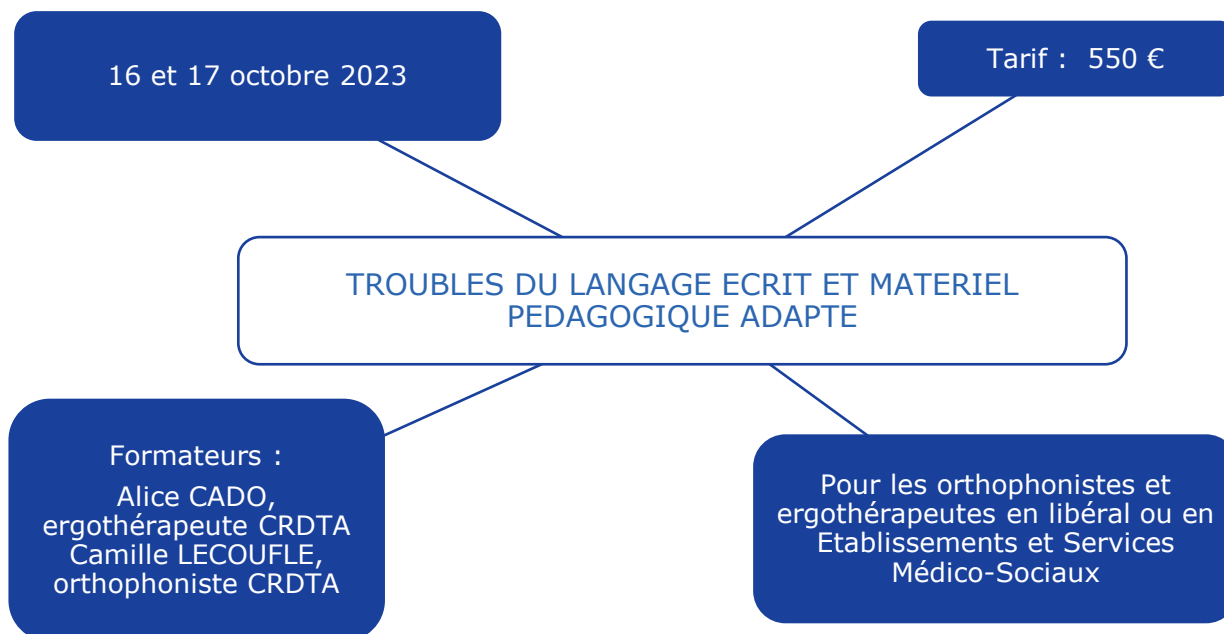 16 et 17 octobre 2023
Tarif : 550 €
TROUBLES DU LANGAGE ECRIT ET MATERIEL
PEDAGOGIQUE ADAPTE
Formateurs :
Alice CADO,
ergothérapeute CRDTA
Camille LECOUFLE,
orthophoniste CRDTA
Pour les orthophonistes et
ergothérapeutes en libéral ou en
Etablissements et Services
Médico-Sociaux